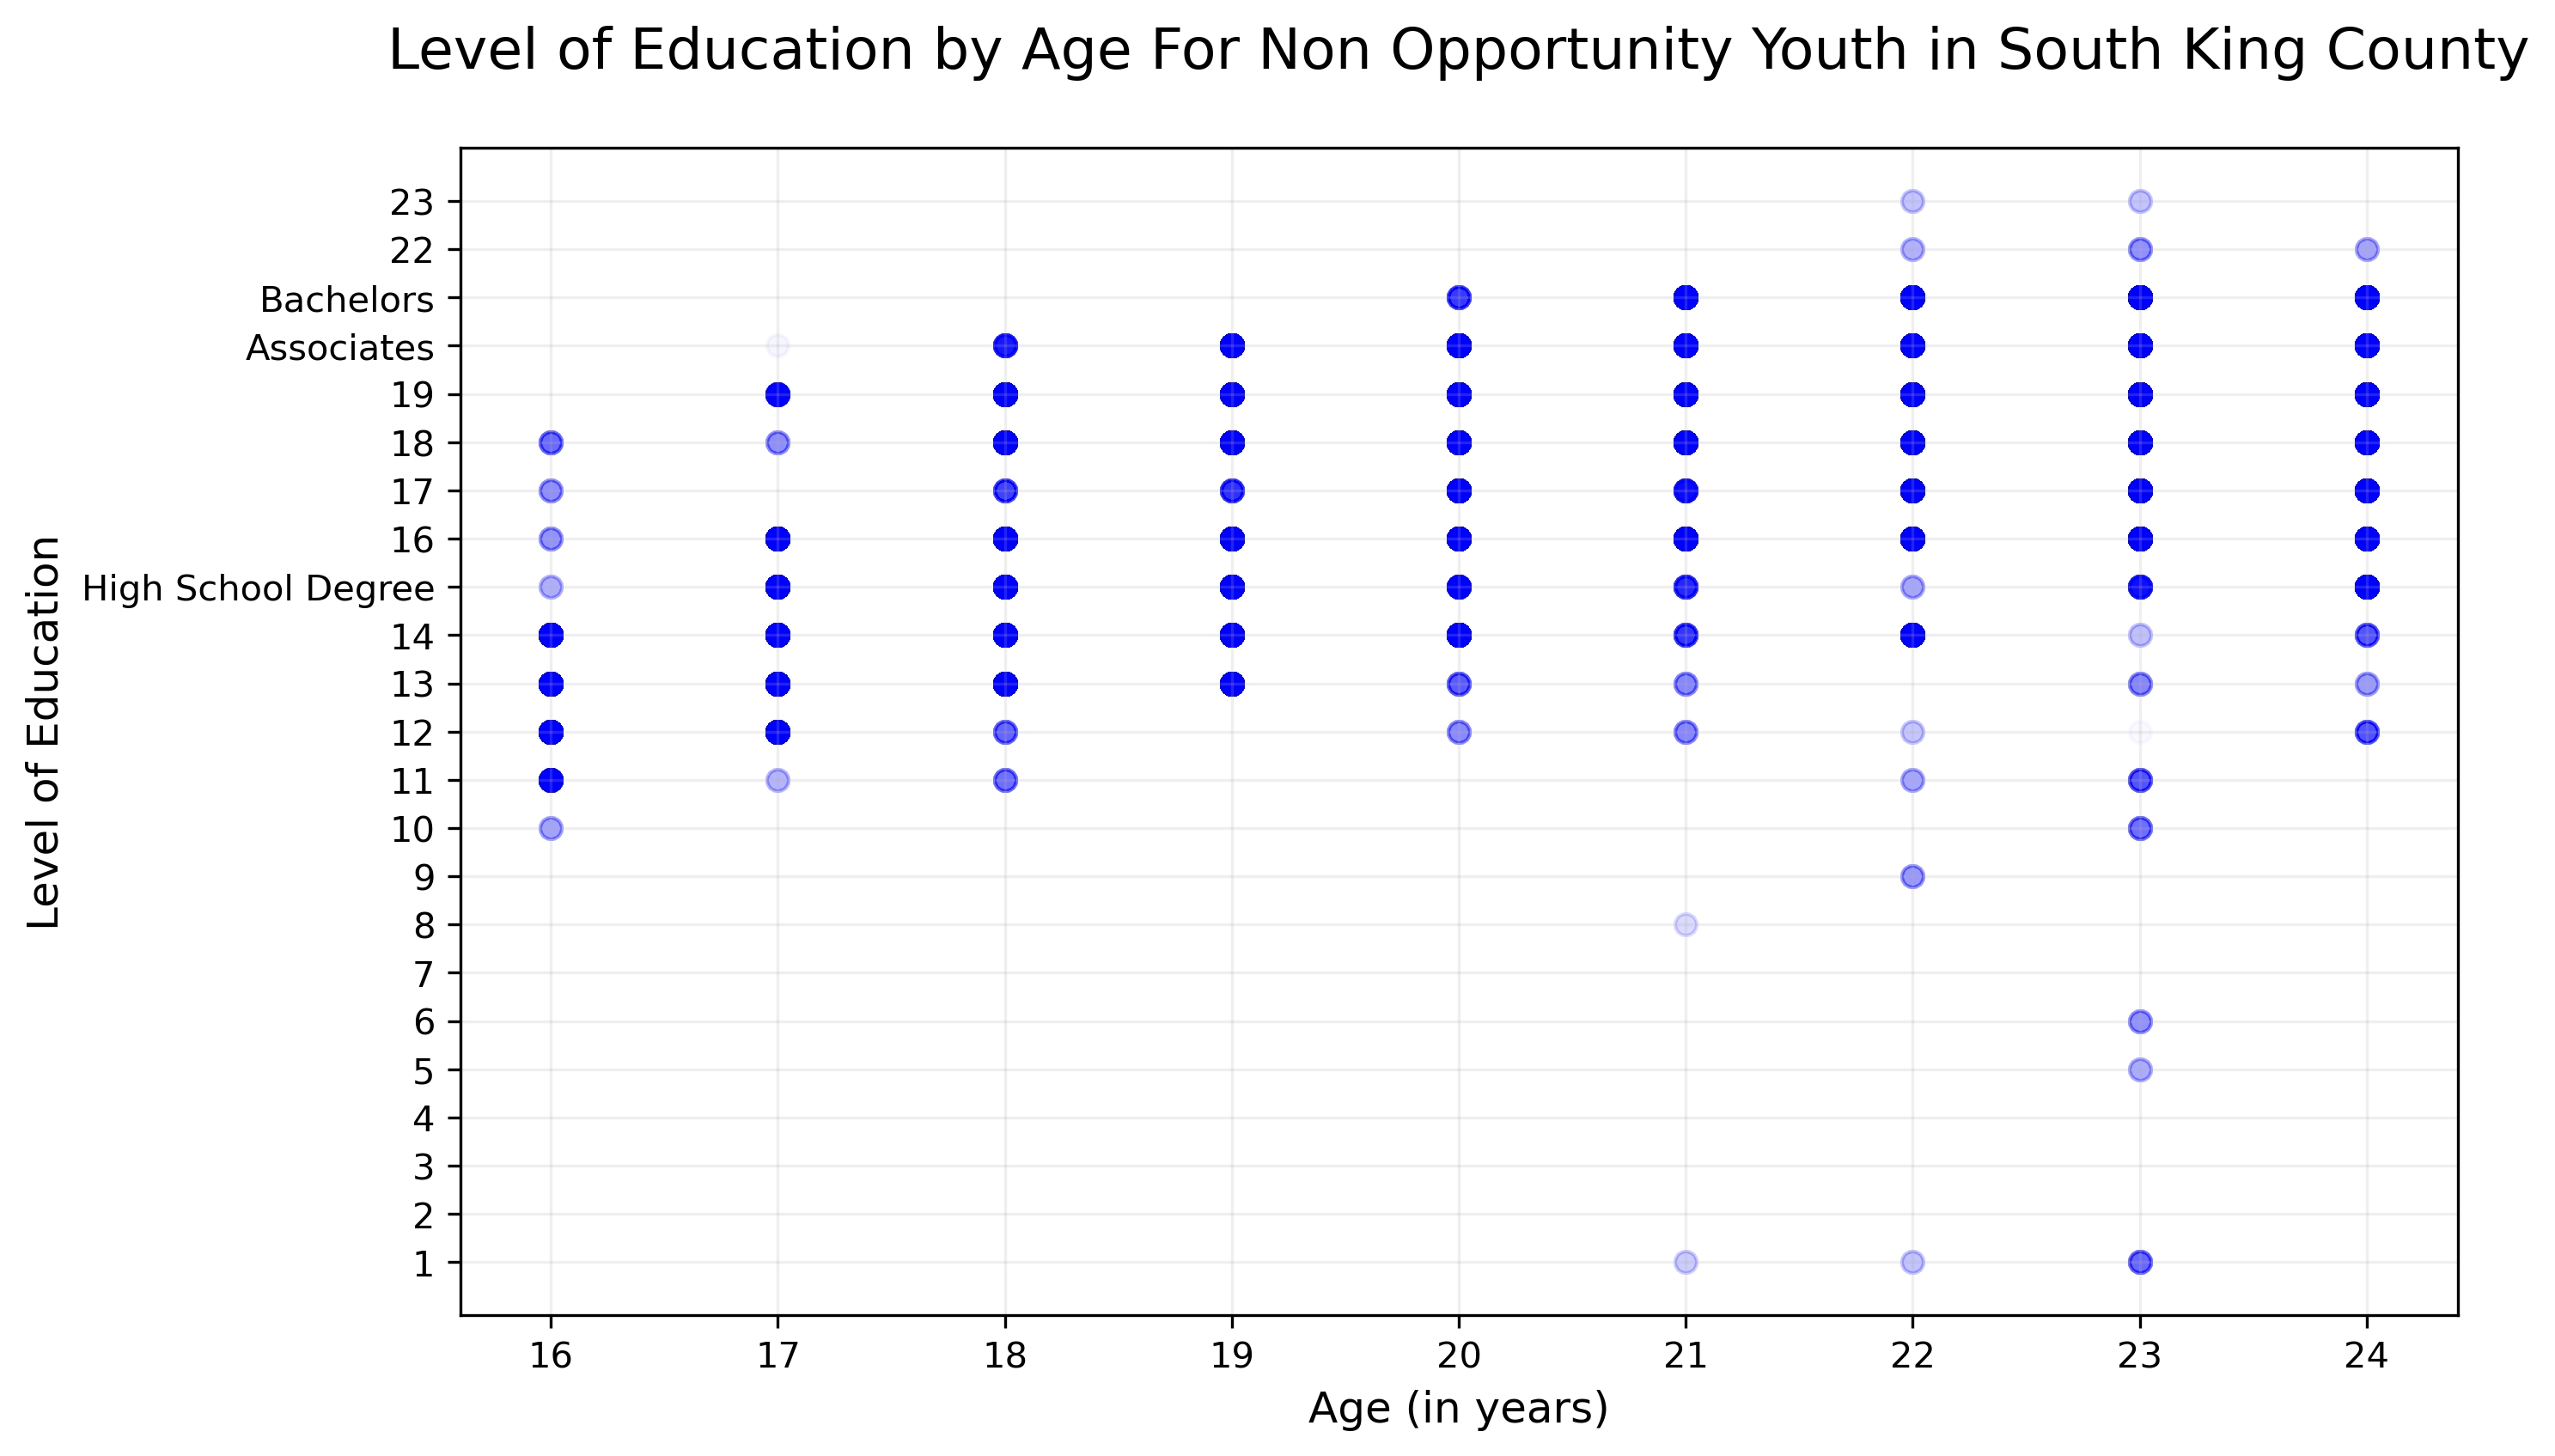 Level of Education by Age For Non Opportunity Youth in South King County
Level of Education
23
22
Bachelors
Associates
19
18
17
16
High School Degree
14
13
12
11
10
9
8
7
6
5
4
3
2
1
16 17 18 19 20 21 22 23 24
Age (in years)